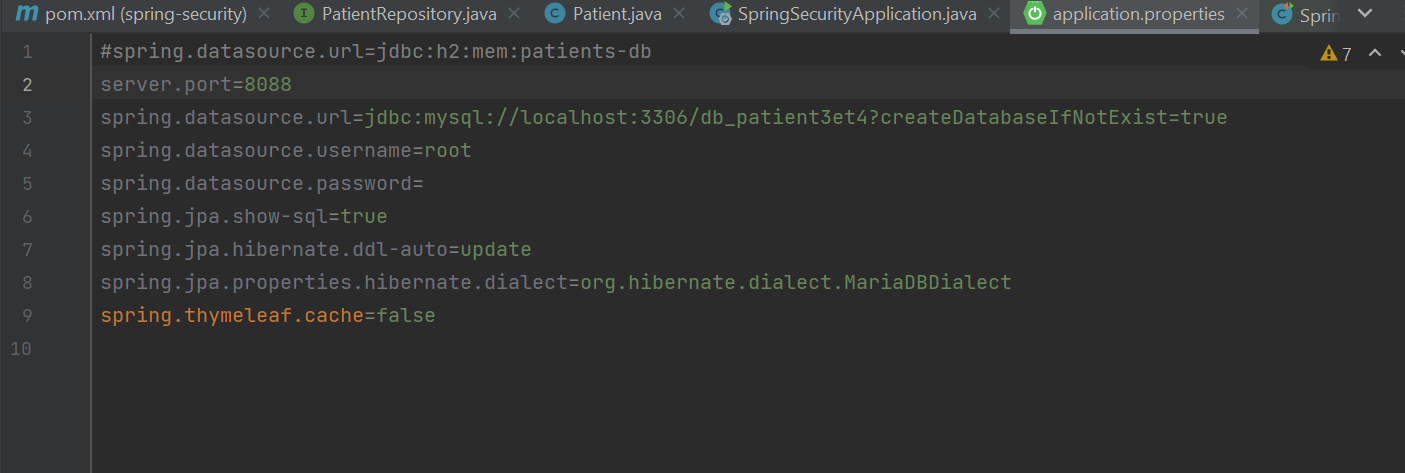 m pom.xml (spring-security)
I PatientRepository.java
C Patient.java
C SpringSecurityApplication.java
application.properties
C Sprin
7
1 #spring.datasource.url=jdbc:h2:mem:patients-db
2 server.port=8088
3 spring.datasource.url=jdbc:mysql://localhost:3306/db_patient3et4?createDatabaseIfNotExist=true
4 spring.datasource.username=root
5 spring.datasource.password=
6 spring.jpa.show-sql=true
7 spring.jpa.hibernate.ddl-auto=update
8 spring.jpa.properties.hibernate.dialect=org.hibernate.dialect.MariaDBDialect
9 spring.thymeleaf.cache=false
10